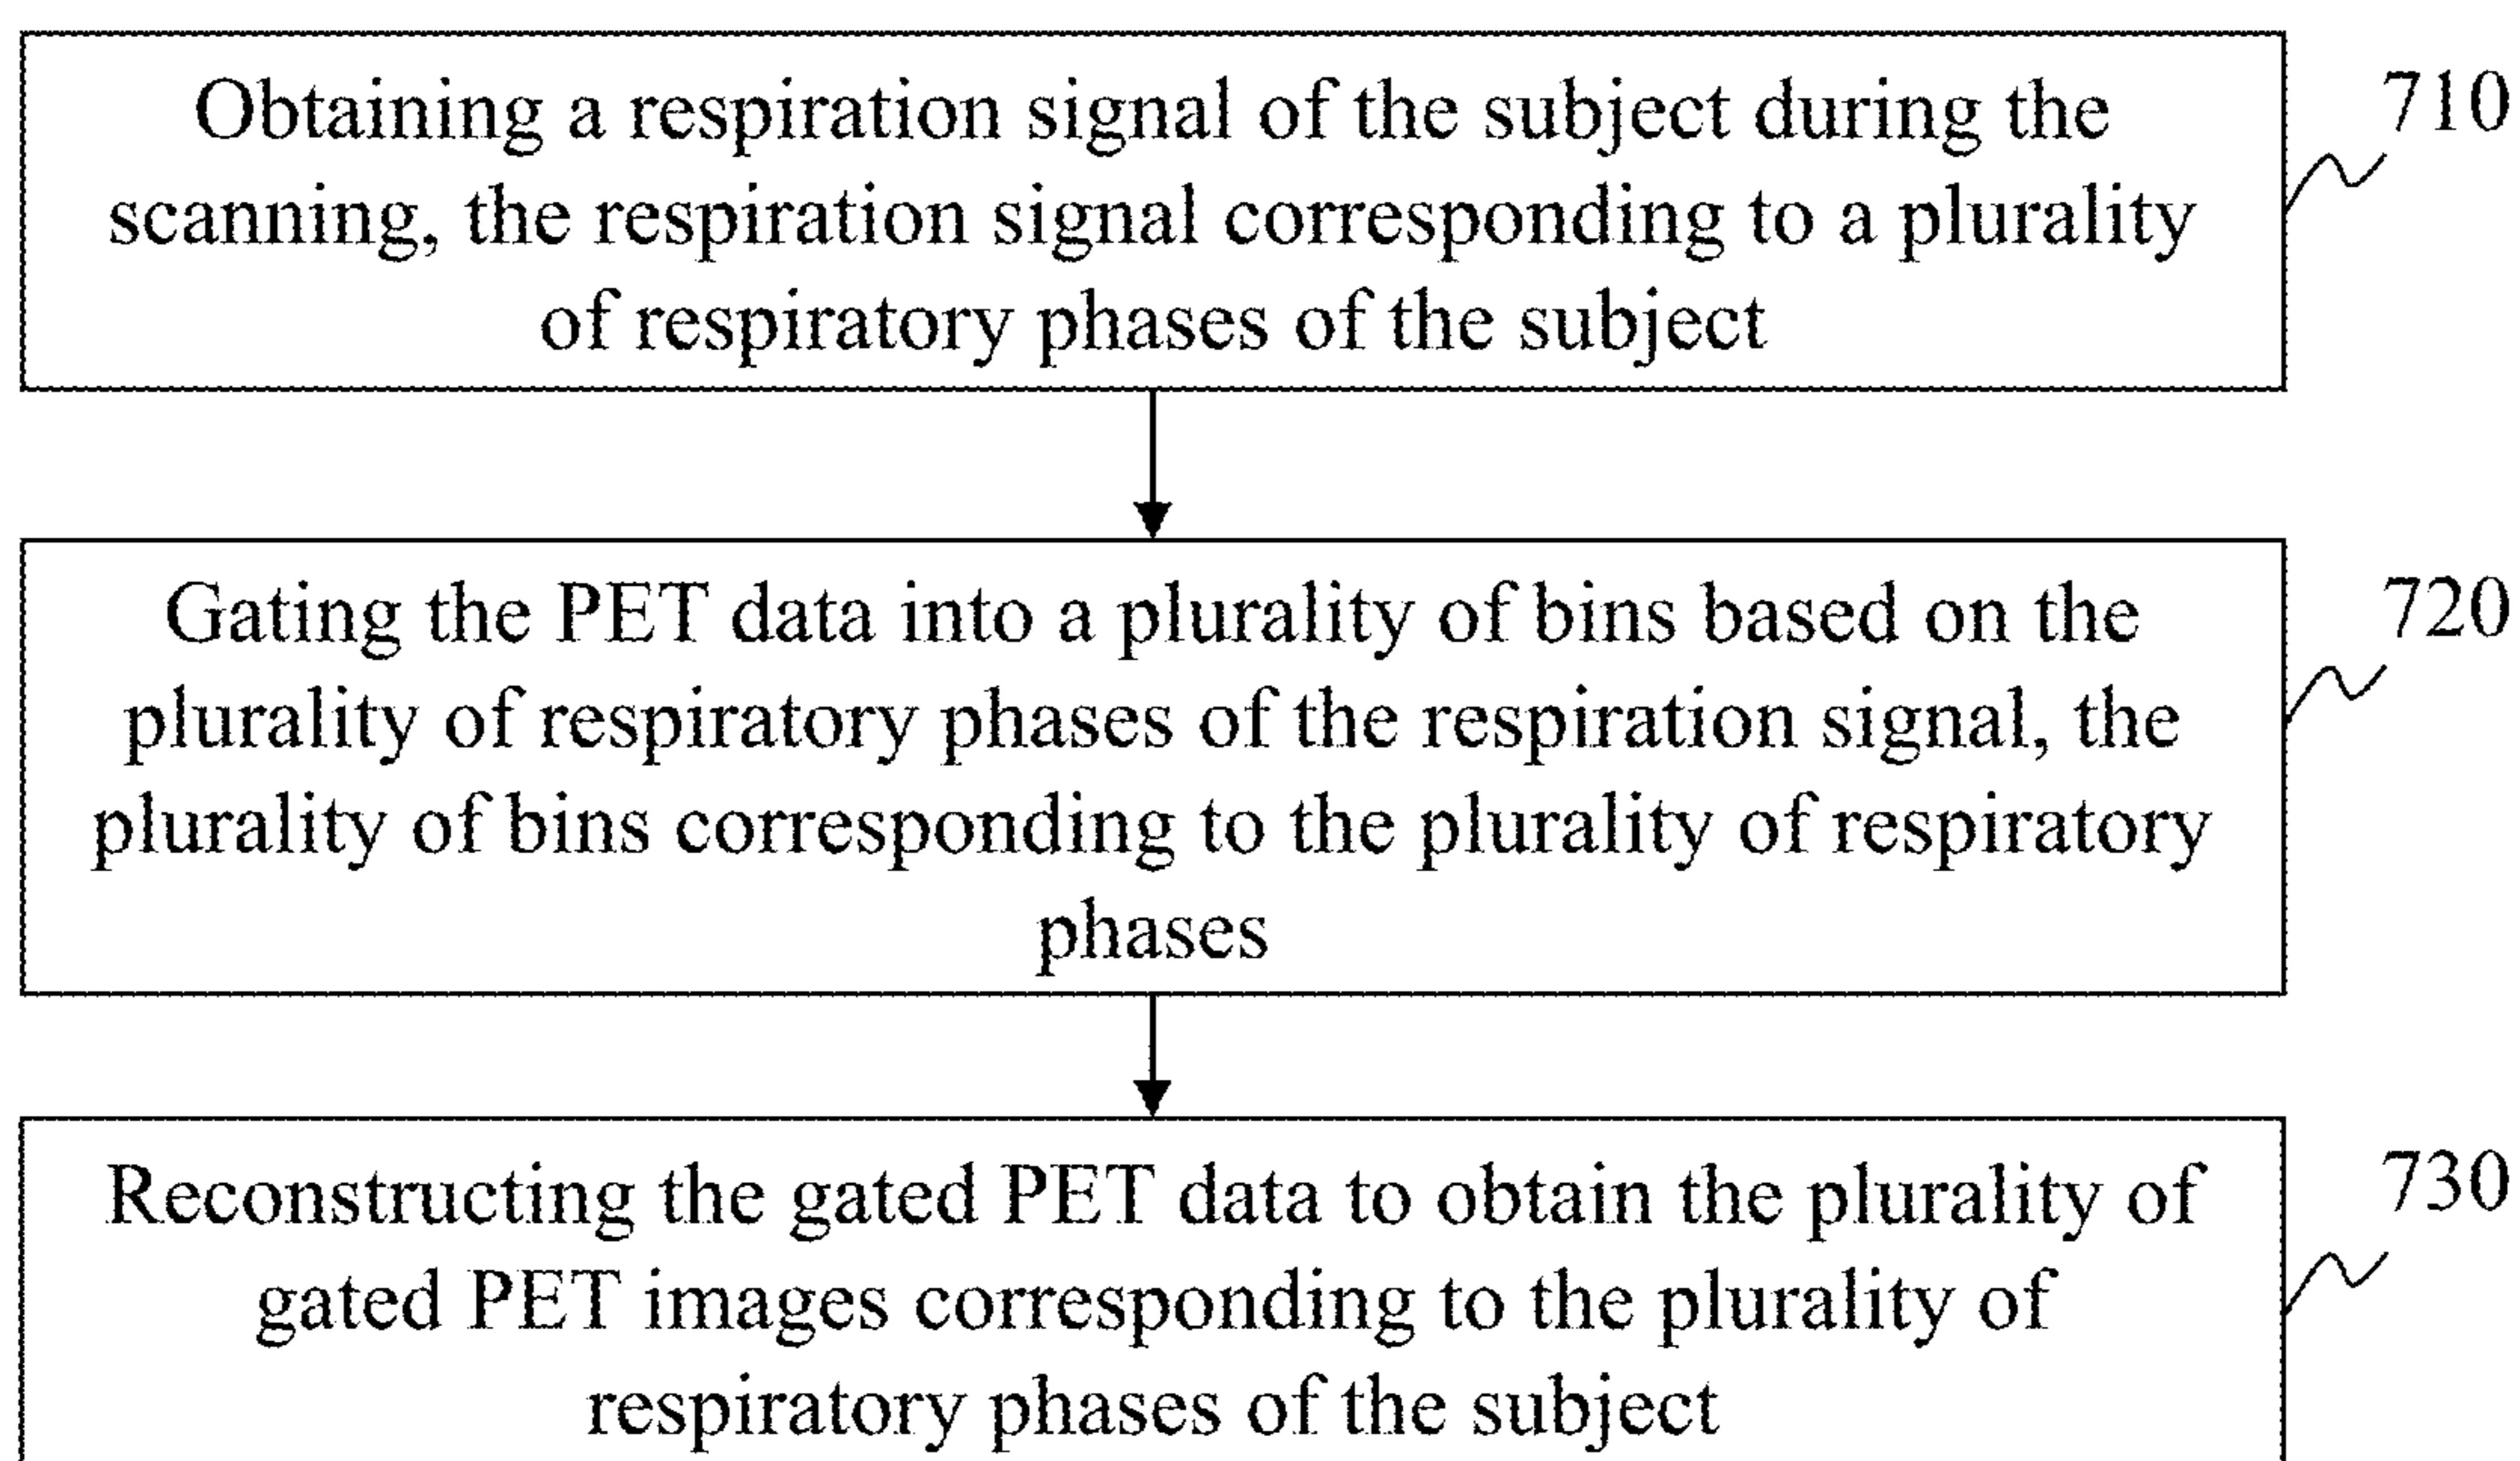 Obtaining a respiration signal of the subject during the
scanning, the respiration signal corresponding to a plurality
of respiratory phases of the subject
710
Gating the PET data into a plurality of bins based on the
plurality of respiratory phases of the respiration signal, the
plurality of bins corresponding to the plurality of respiratory
phases
720
Reconstructing the gated PET data to obtain the plurality of
gated PET images corresponding to the plurality of
respiratory phases of the subject
730